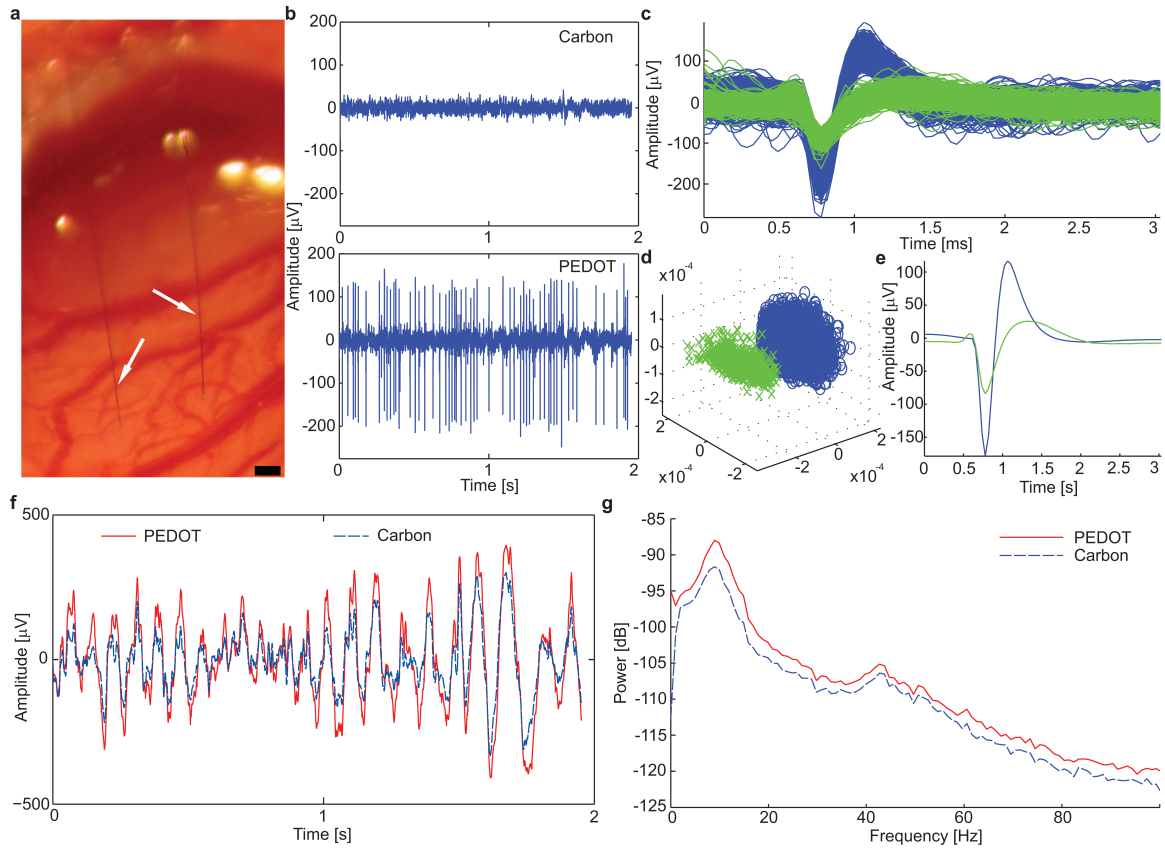 a
b
200
100
0
-100
-200
Carbon
0
1
2
Amplitude [µV]
200
100
0
-100
-200
PEDOT
0
1
2
Time [s]
c
Amplitude [µV]
100
0
-100
-200
0
0.5
1
1.5
2
2.5
3
Time [ms]
d
x10-4
1
0
-1
-2
2
0
-2
x10-4
-2
0
2
x10-4
e
Amplitude [µV]
100
50
0
-50
-100
-150
0
0.5
1
1.5
2
2.5
3
Time [s]
f
500
0
−500
Amplitude [µV]
PEDOT
Carbon
0
1
2
Time [s]
g
-85
-90
-95
-100
-105
-110
-115
-120
-125
Power [dB]
PEDOT
Carbon
0
20
40
60
80
Frequency [Hz]